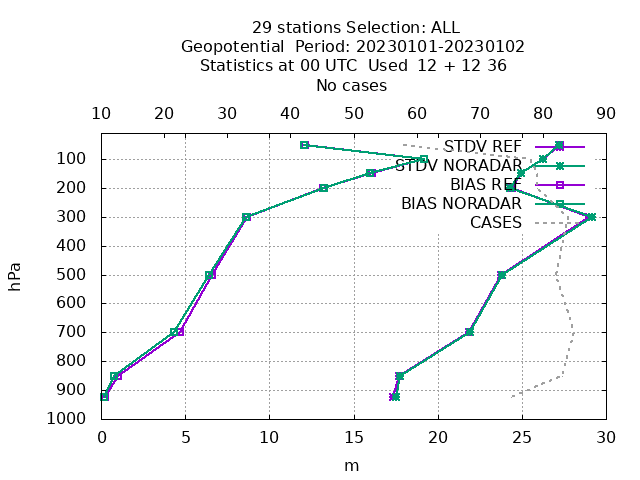 29 stations Selection: ALL
Geopotential  Period: 20230101-20230102
Statistics at 00 UTC  Used  12 + 12 36
No cases
10 20 30 40 50 60 70 80 90
STDV REF
STDV NORADAR
BIAS REF
BIAS NORADAR
CASES
100
200
300
400
500
600
700
800
900
1000
hPa
0 5 10 15 20 25 30
m